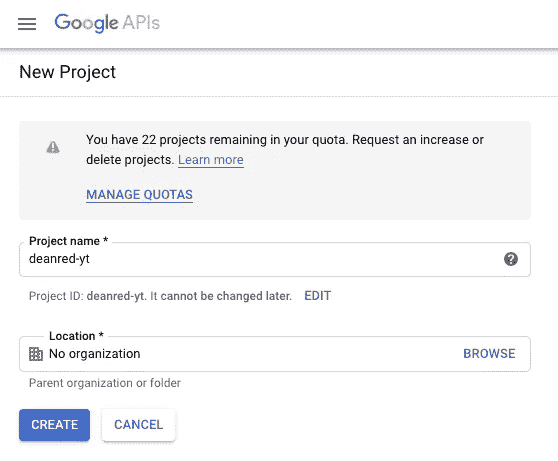 Google APIs
New Project
You have 22 projects remaining in your quota. Request an increase or
delete projects. Learn more
MANAGE QUOTAS
Project name *
deanred-yt
Project ID: deanred-yt. It cannot be changed later. EDIT
Location *
No organization BROWSE
Parent organization or folder
CREATE CANCEL